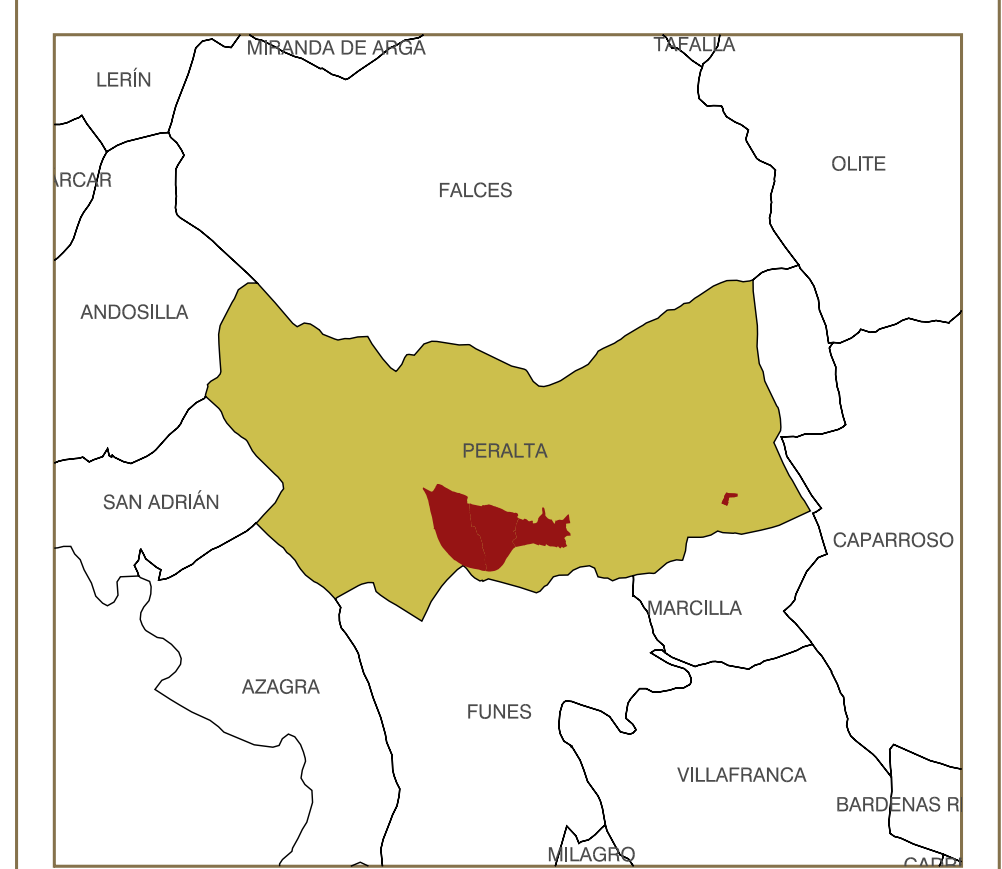 MIRANDA DE ARGA
TAFALLA
LERÍN
OLITE
ARCAR
FALCES
ANDOSILLA
PERALTA
SAN ADRIÁN
CAPARROSO
MARCILLA
AZAGRA
FUNES
VILLAFRANCA
BARDENAS R
MILAGRO